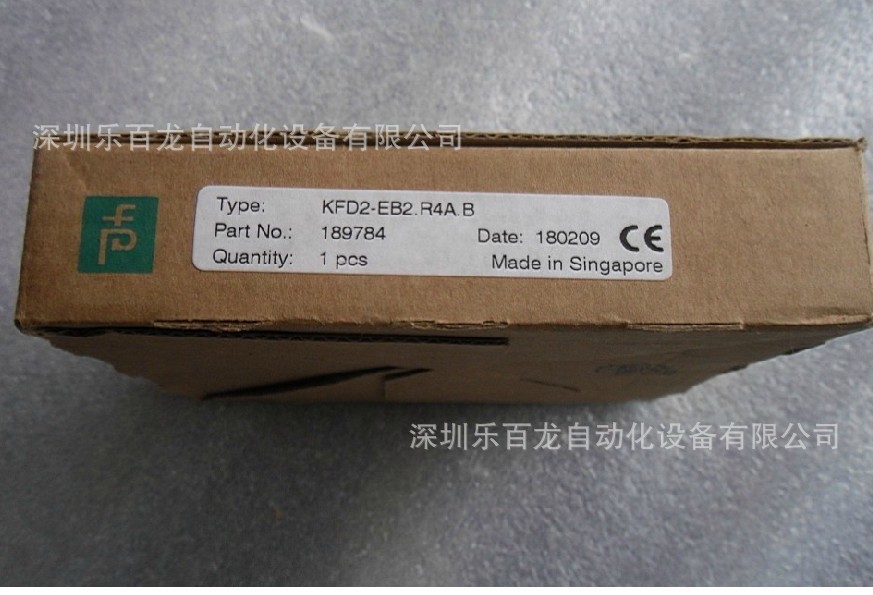 深圳乐百龙自动化设备有限公司
Type: KFD2-EB2.R4A.B
Part No.: 189784 Date: 180209 CE
Quantity: 1 pcs Made in Singapore
深圳乐百龙自动化设备有限公司